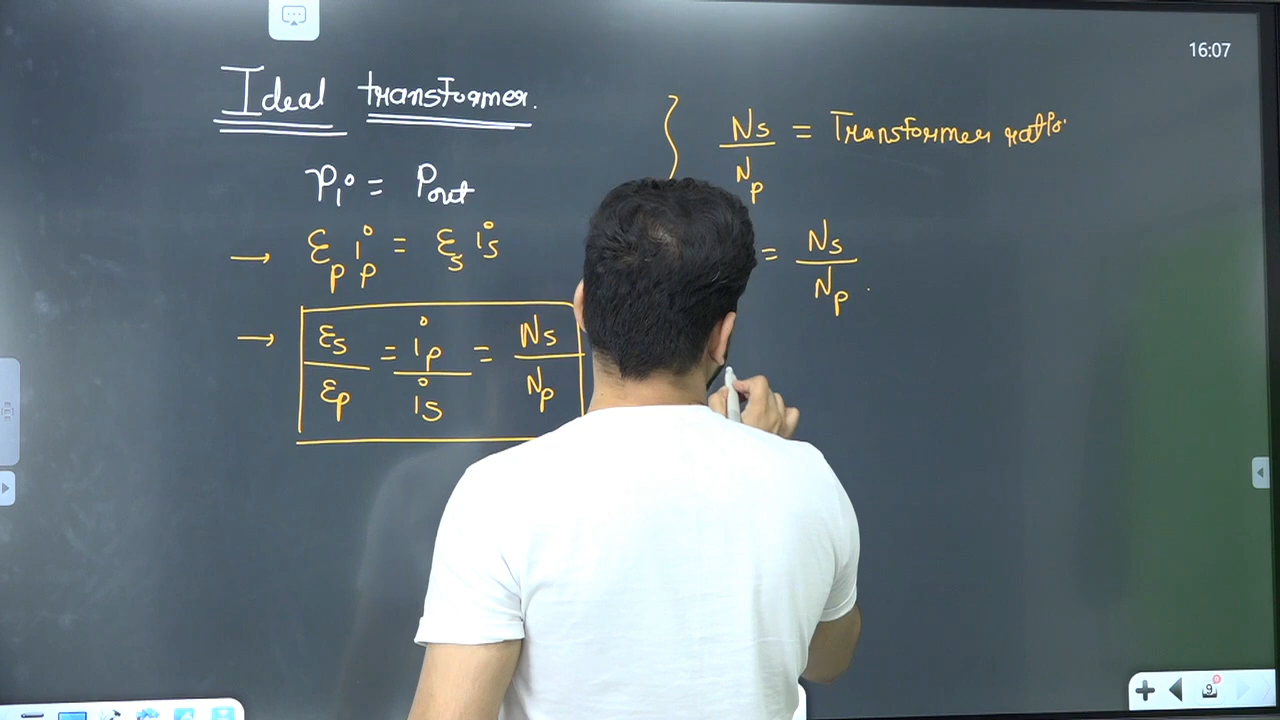 16:07
Ideal transformer.
Pi = Pout
→ εp ip = εs is
→ εs/εp = ip/is = Ns/Np
Ns/Np = Transformer ratio
= Ns/Np .
9